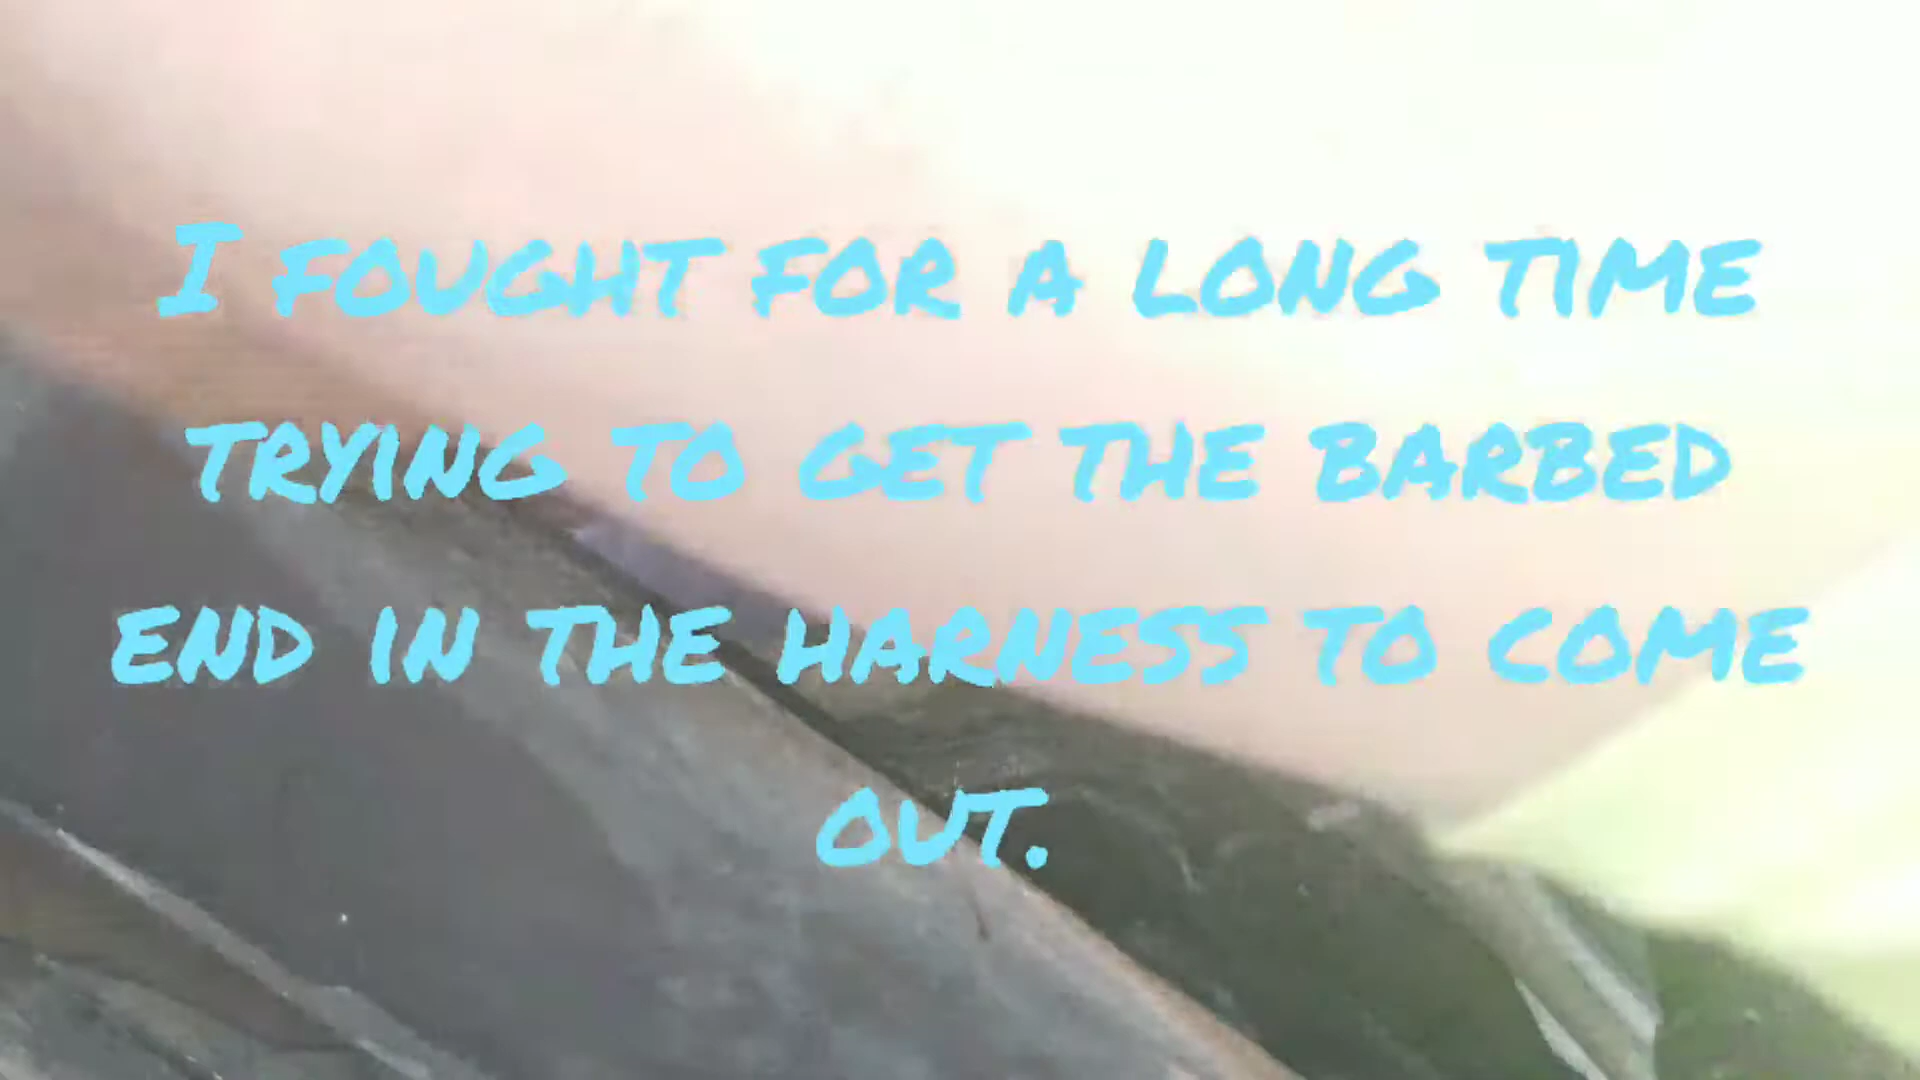 I FOUGHT FOR A LONG TIME
TRYING TO GET THE BARBED
END IN THE HARNESS TO COME
OUT.